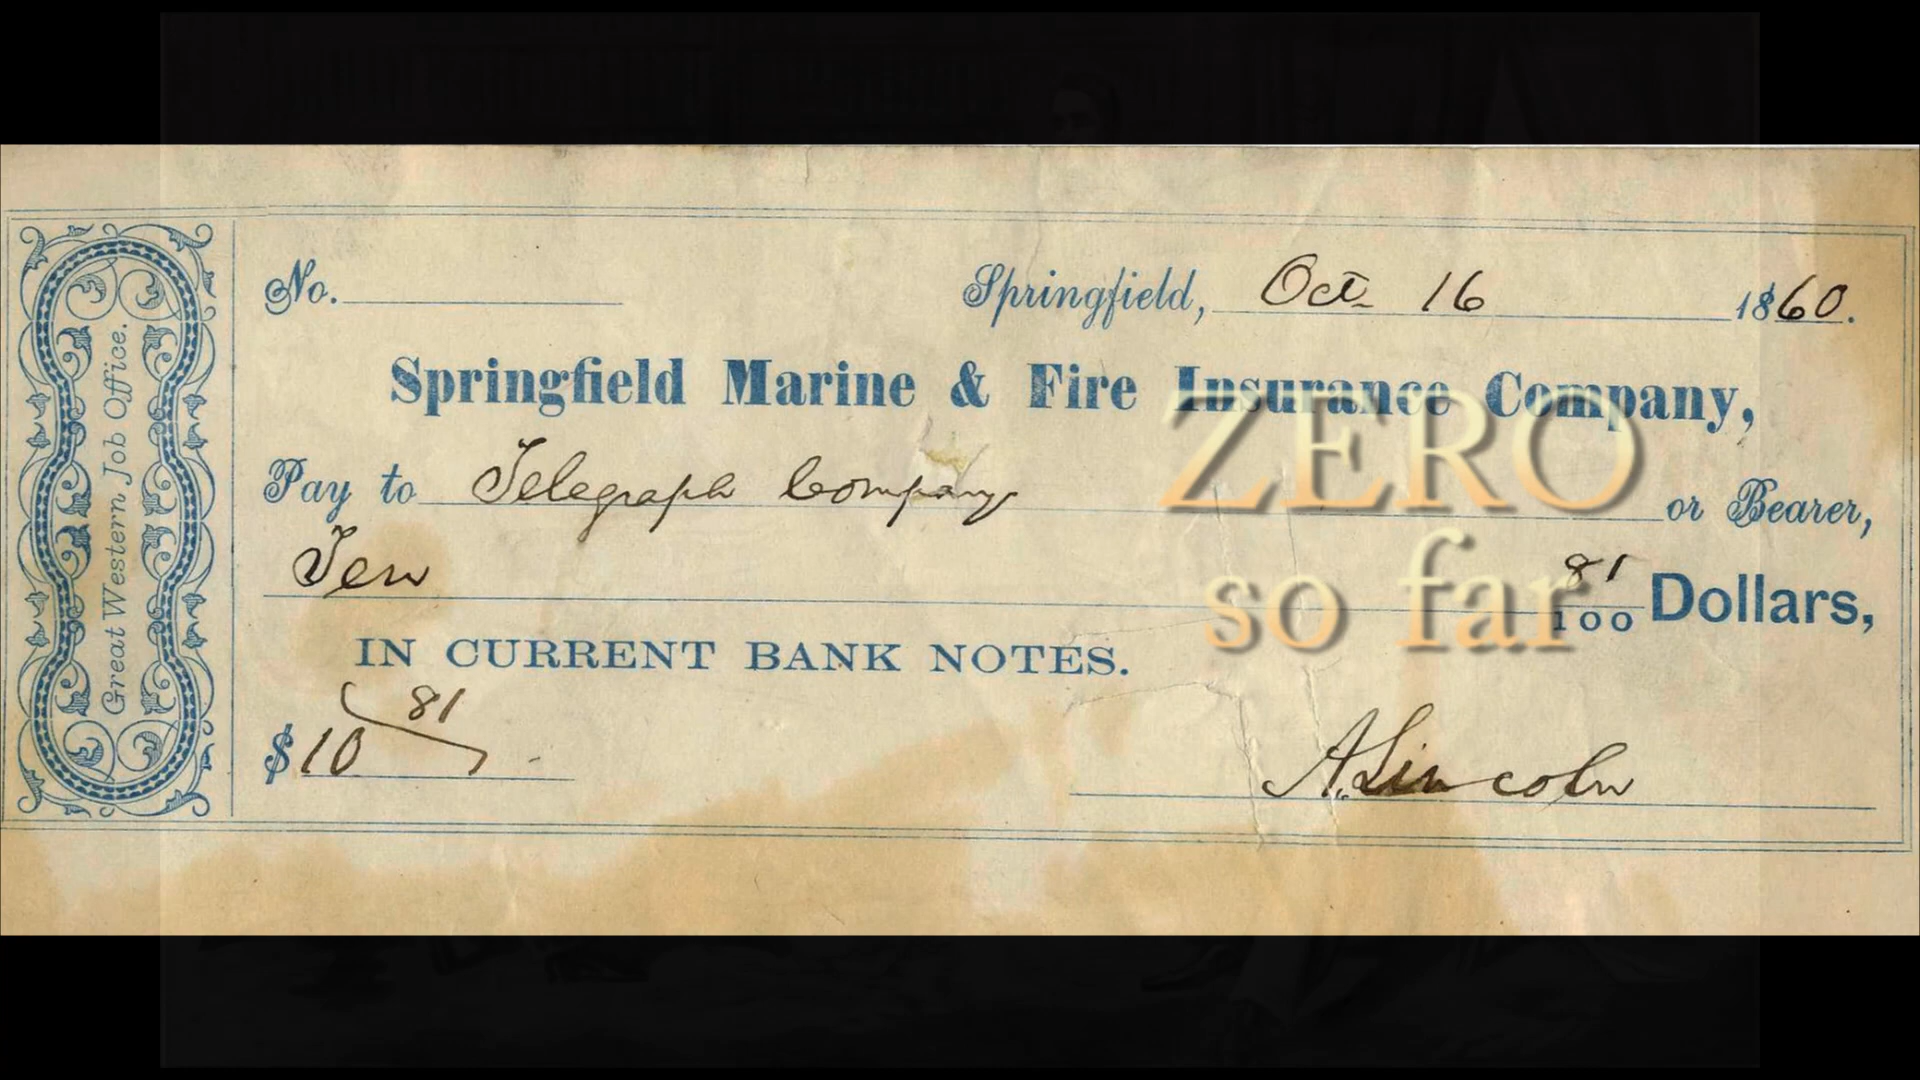 Great Western Job Office.
No.
Springfield, Oct. 16 1860.
Springfield Marine & Fire Insurance Company,
Pay to Telegraph Company or Bearer,
Ten 81/100 Dollars,
IN CURRENT BANK NOTES.
$10 81
A. Lincoln
ZERO
so far